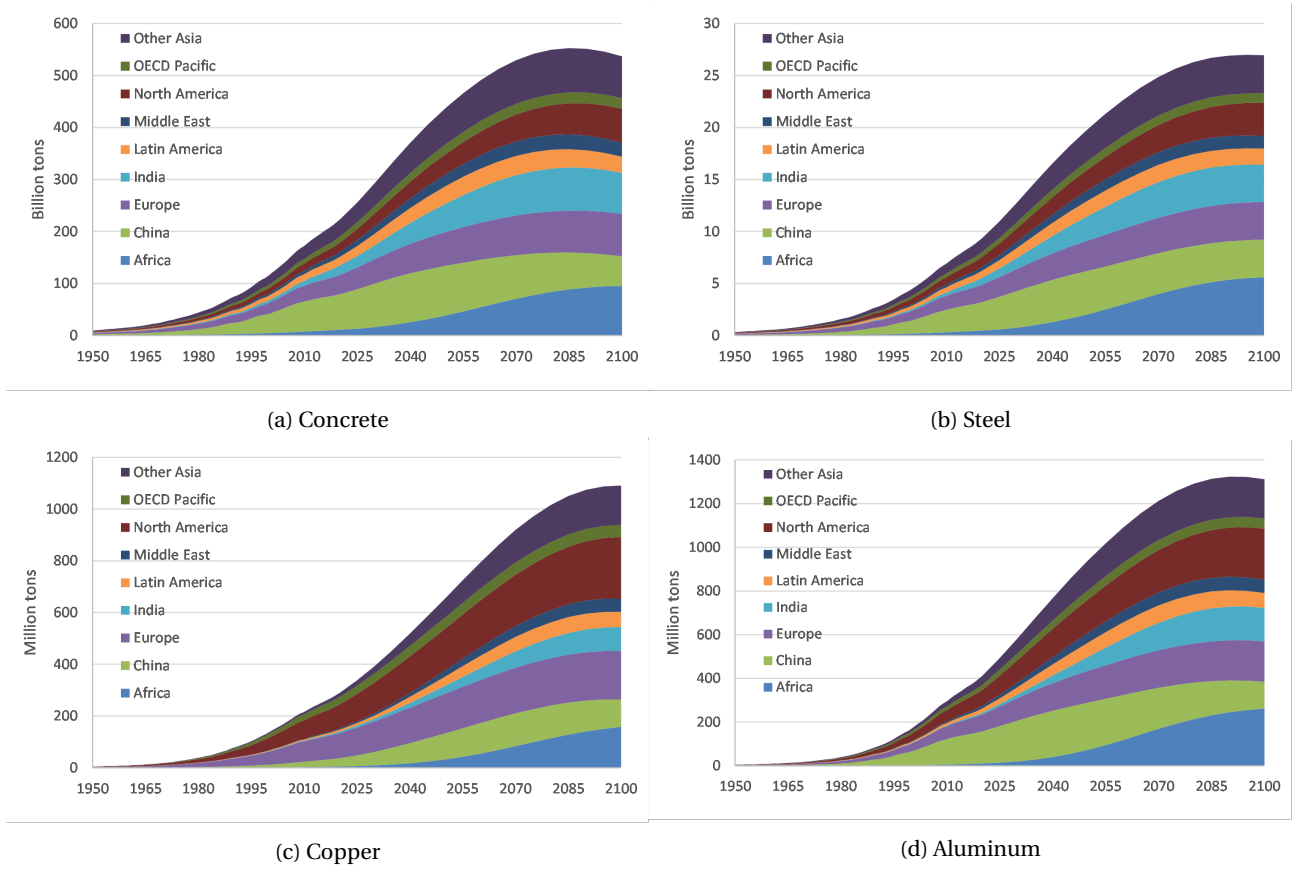 600
500
400
300
200
100
0
Billion tons
Other Asia
OECD Pacific
North America
Middle East
Latin America
India
Europe
China
Africa
1950 1965 1980 1995 2010 2025 2040 2055 2070 2085 2100
(a) Concrete
30
25
20
15
10
5
0
Billion tons
Other Asia
OECD Pacific
North America
Middle East
Latin America
India
Europe
China
Africa
1950 1965 1980 1995 2010 2025 2040 2055 2070 2085 2100
(b) Steel
1200
1000
800
600
400
200
0
Million tons
Other Asia
OECD Pacific
North America
Middle East
Latin America
India
Europe
China
Africa
1950 1965 1980 1995 2010 2025 2040 2055 2070 2085 2100
(c) Copper
1400
1200
1000
800
600
400
200
0
Million tons
Other Asia
OECD Pacific
North America
Middle East
Latin America
India
Europe
China
Africa
1950 1965 1980 1995 2010 2025 2040 2055 2070 2085 2100
(d) Aluminum